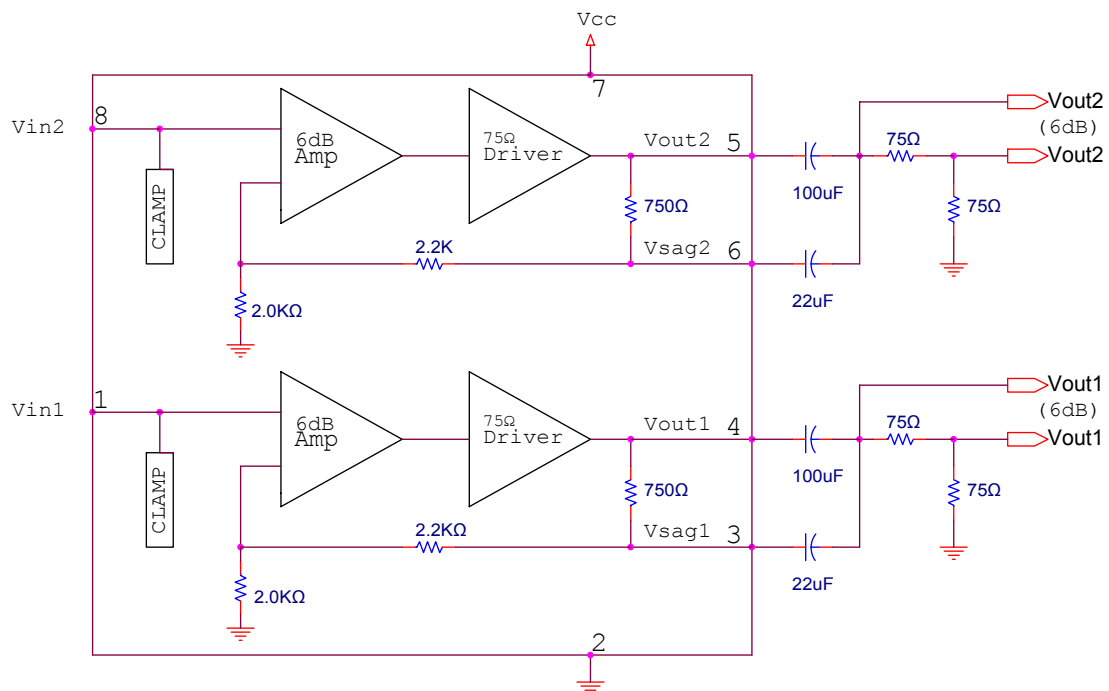 Vcc
7
8
Vin2
6dB
Amp
75Ω
Driver
Vout2
5
100uF
75Ω
75Ω
Vout2
(6dB)
Vout2
CLAMP
750Ω
2.2K
Vsag2
6
22uF
2.0KΩ
1
Vin1
6dB
Amp
75Ω
Driver
Vout1
4
100uF
75Ω
75Ω
Vout1
(6dB)
Vout1
CLAMP
750Ω
2.2KΩ
Vsag1
3
22uF
2.0KΩ
2